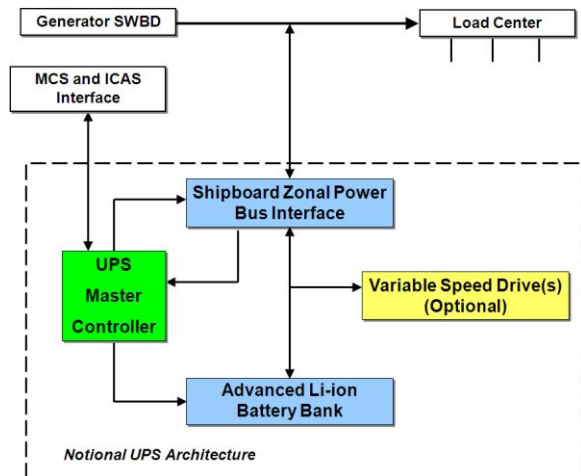 Generator SWBD
Load Center
MCS and ICAS
Interface
Shipboard Zonal Power
Bus Interface
UPS
Master
Controller
Variable Speed Drive(s)
(Optional)
Advanced Li-ion
Battery Bank
Notional UPS Architecture